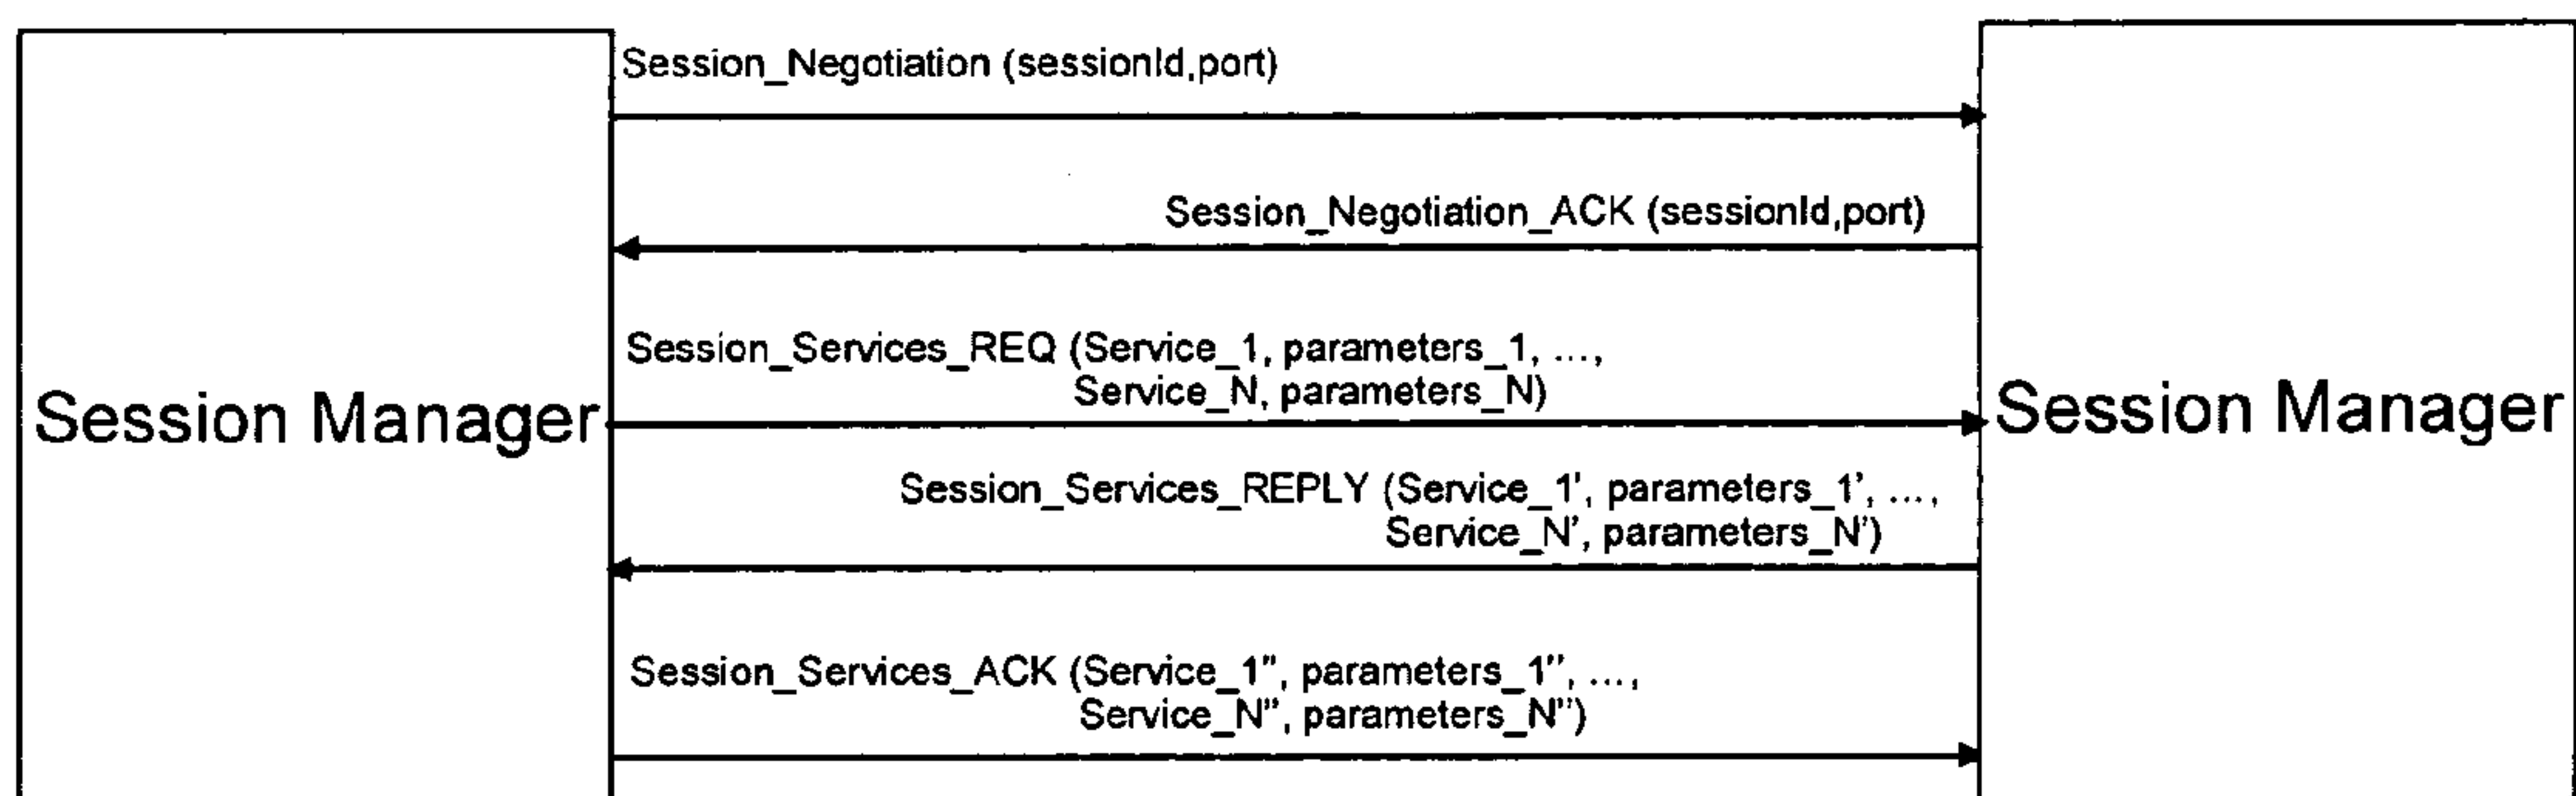 Session_Negotiation (sessionId,port)
Session_Negotiation_ACK (sessionId,port)
Session_Services_REQ (Service_1, parameters_1, ...,
Service_N, parameters_N)
Session Manager
Session Manager
Session_Services_REPLY (Service_1', parameters_1', ...,
Service_N', parameters_N')
Session_Services_ACK (Service_1", parameters_1", ...,
Service_N", parameters_N")